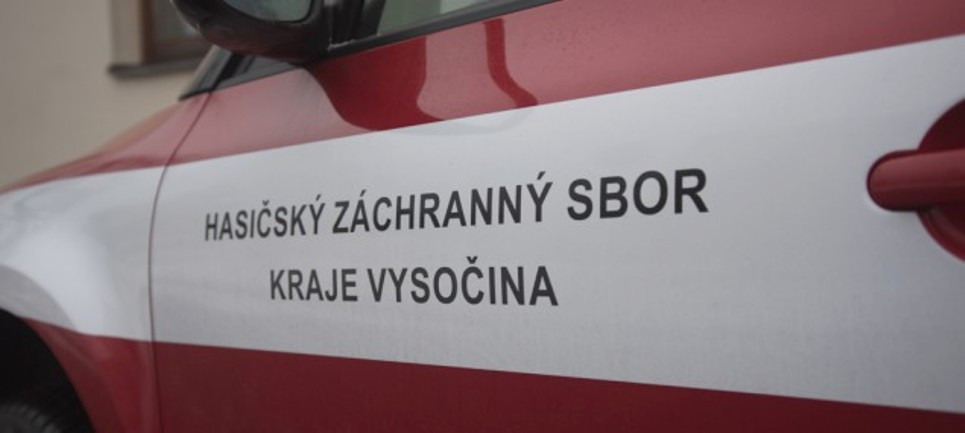 HASIČSKÝ ZÁCHRANNÝ SBOR
KRAJE VYSOČINA